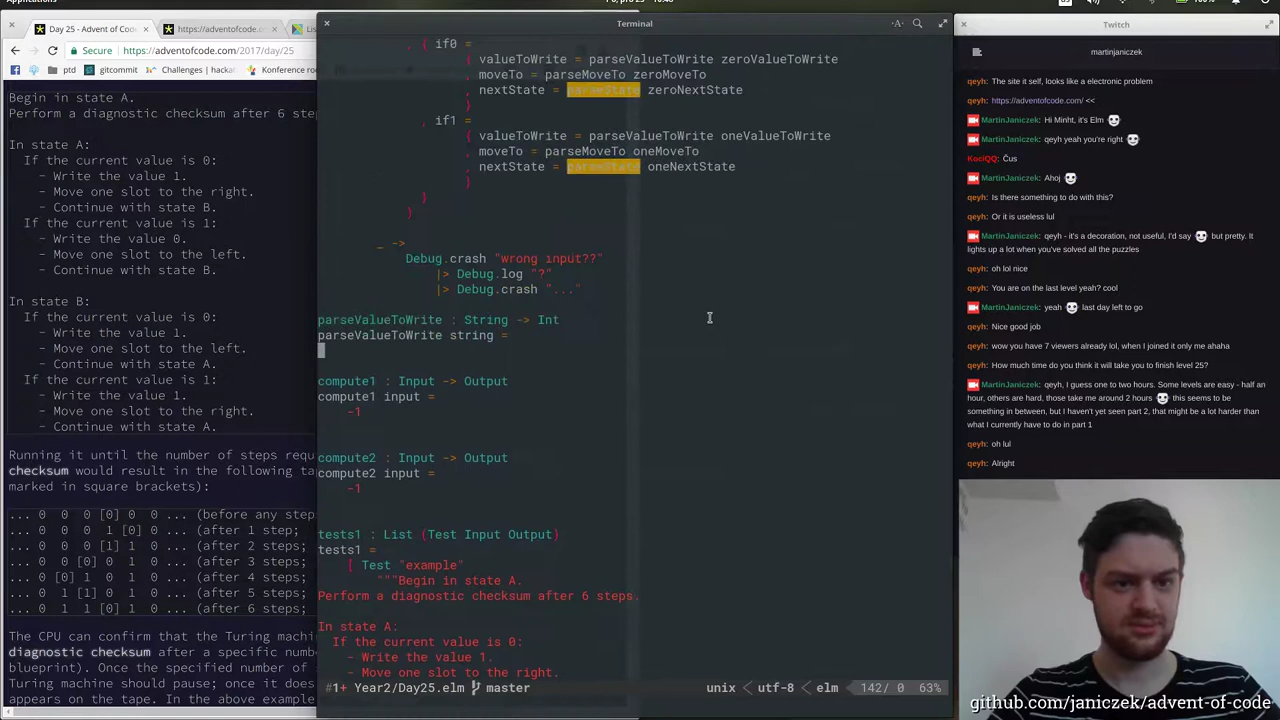 Applications
Terminal
Twitch
Day 25 - Advent of Cod
https://adventofcode.
Secure
https://adventofcode.com/2017/day/25
ptd
gitcommit
Challenges | hacka
Konference rozb
Begin in state A.
Perform a diagnostic checksum after 6 step
In state A:
If the current value is 0:
- Write the value 1.
- Move one slot to the right.
- Continue with state B.
If the current value is 1:
- Write the value 0.
- Move one slot to the left.
- Continue with state B.
In state B:
If the current value is 0:
- Write the value 1.
- Move one slot to the left.
- Continue with state A.
If the current value is 1:
- Write the value 1.
- Move one slot to the right.
- Continue with state A.
Running it until the number of steps requ
checksum would result in the following ta
marked in square brackets):
... 0 0 0 [0] 0 0 ... (before any step
... 0 0 0 1 [0] 0 ... (after 1 step;
... 0 0 0 [1] 1 0 ... (after 2 steps;
... 0 0 [0] 0 1 0 ... (after 3 steps;
... 0 [0] 1 0 1 0 ... (after 4 steps;
... 0 1 [1] 0 1 0 ... (after 5 steps;
... 0 1 1 [0] 1 0 ... (after 6 steps;
The CPU can confirm that the Turing machin
diagnostic checksum after a specific numb
blueprint). Once the specified number of
Turing machine should pause; once it does
appears on the tape. In the above example
, { if0 =
{ valueToWrite = parseValueToWrite zeroValueToWrite
, moveTo = parseMoveTo zeroMoveTo
, nextState = parseState zeroNextState
}
, if1 =
{ valueToWrite = parseValueToWrite oneValueToWrite
, moveTo = parseMoveTo oneMoveTo
, nextState = parseState oneNextState
}
}
)
_ ->
Debug.crash "wrong input??"
|> Debug.log "?"
|> Debug.crash "..."
parseValueToWrite : String -> Int
parseValueToWrite string =
compute1 : Input -> Output
compute1 input =
-1
compute2 : Input -> Output
compute2 input =
-1
tests1 : List (Test Input Output)
tests1 =
[ Test "example"
"""Begin in state A.
Perform a diagnostic checksum after 6 steps.
In state A:
If the current value is 0:
- Write the value 1.
- Move one slot to the right.
#1+ Year2/Day25.elm master
unix
utf-8
elm
142/ 0
63%
martinjaniczek
qeyh: The site it self, looks like a electronic problem
qeyh: https://adventofcode.com/ <<
MartinJaniczek: Hi Minht, it's Elm
MartinJaniczek: qeyh yeah you're right
KociQQ: Čus
MartinJaniczek: Ahoj
qeyh: Is there something to do with this?
qeyh: Or it is useless lul
MartinJaniczek: qeyh - it's a decoration, not useful, I'd say but pretty. It
lights up a lot when you've solved all the puzzles
qeyh: oh lol nice
qeyh: You are on the last level yeah? cool
MartinJaniczek: yeah last day left to go
qeyh: Nice good job
qeyh: wow you have 7 viewers already lol, when I joined it only me ahaha
qeyh: How much time do you think it will take you to finish level 25?
MartinJaniczek: qeyh, I guess one to two hours. Some levels are easy - half an
hour, others are hard, those take me around 2 hours this seems to be
something in between, but I haven't yet seen part 2, that might be a lot harder than
what I currently have to do in part 1
qeyh: oh lul
qeyh: Alright
github.com/janiczek/advent-of-code